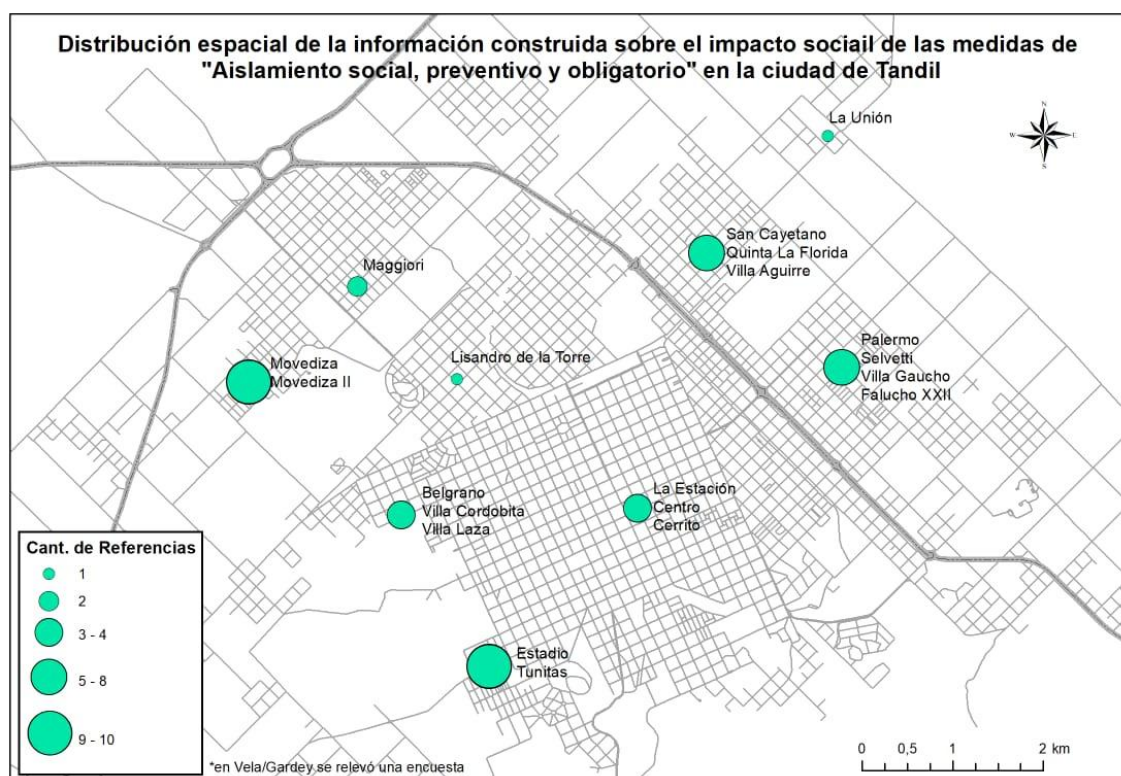 Distribución espacial de la información construida sobre el impacto sociail de las medidas de
"Aislamiento social, preventivo y obligatorio" en la ciudad de Tandil
N
W
E
S
La Unión
San Cayetano
Quinta La Florida
Villa Aguirre
Maggiori
Palermo
Selvetti
Villa Gaucho
Falucho XXII
Lisandro de la Torre
Movediza
Movediza II
Belgrano
Villa Cordobita
Villa Laza
La Estación
Centro
Cerrito
Estadio
Tunitas
Cant. de Referencias
1
2
3 - 4
5 - 8
9 - 10
*en Vela/Gardey se relevó una encuesta
0 0,5 1 2 km